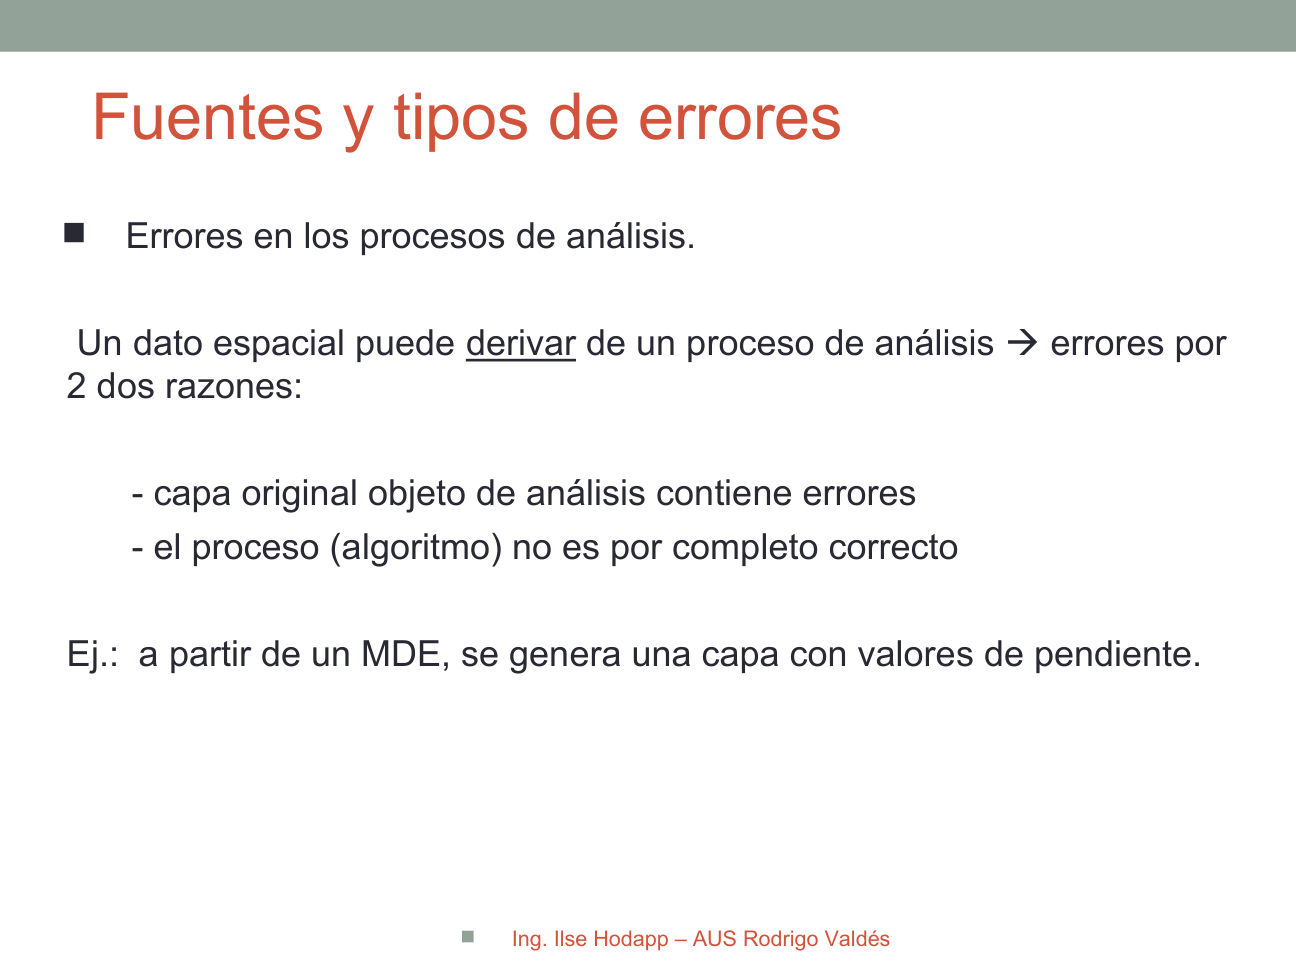 Fuentes y tipos de errores
■ Errores en los procesos de análisis.
Un dato espacial puede derivar de un proceso de análisis → errores por
2 dos razones:
- capa original objeto de análisis contiene errores
- el proceso (algoritmo) no es por completo correcto
Ej.: a partir de un MDE, se genera una capa con valores de pendiente.
■ Ing. Ilse Hodapp – AUS Rodrigo Valdés